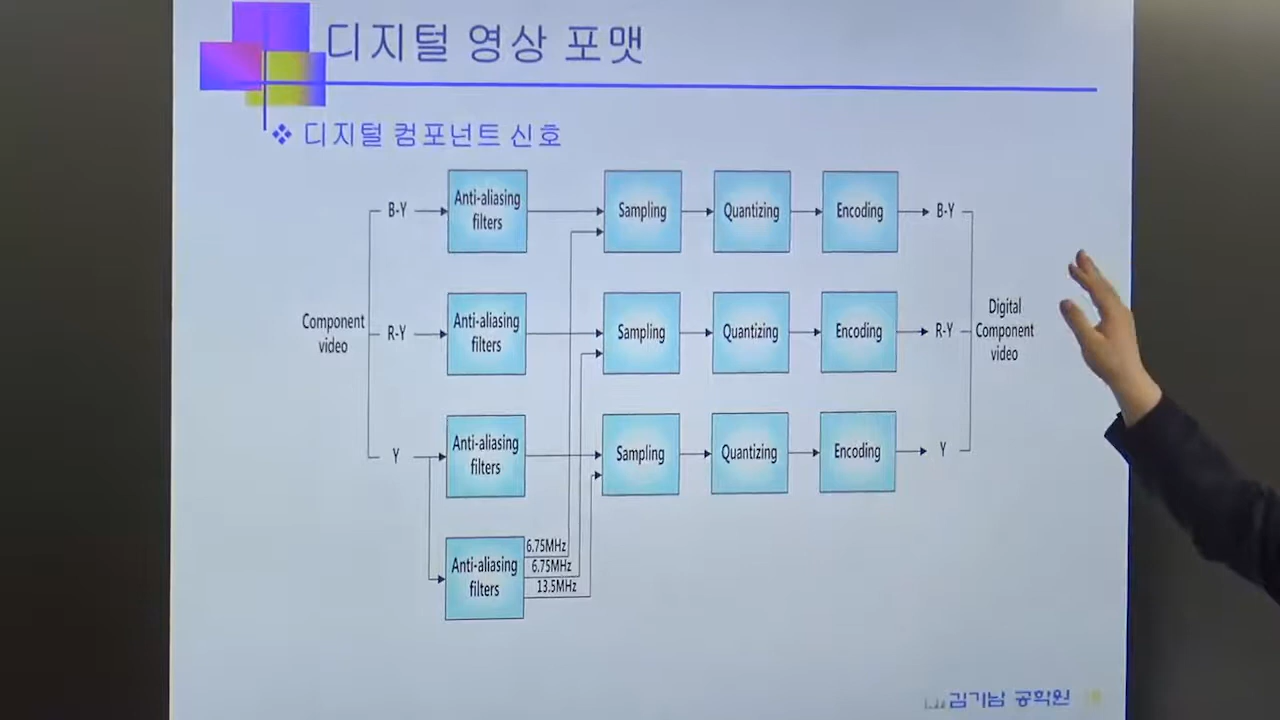 디지털 영상 포맷
디지털 컴포넌트 신호
B-Y
Anti-aliasing
filters
Sampling
Quantizing
Encoding
B-Y
Component
video
R-Y
Anti-aliasing
filters
Sampling
Quantizing
Encoding
R-Y
Digital
Component
video
Y
Anti-aliasing
filters
Sampling
Quantizing
Encoding
Y
Anti-aliasing
filters
6.75MHz
6.75MHz
13.5MHz
김기남 공학원